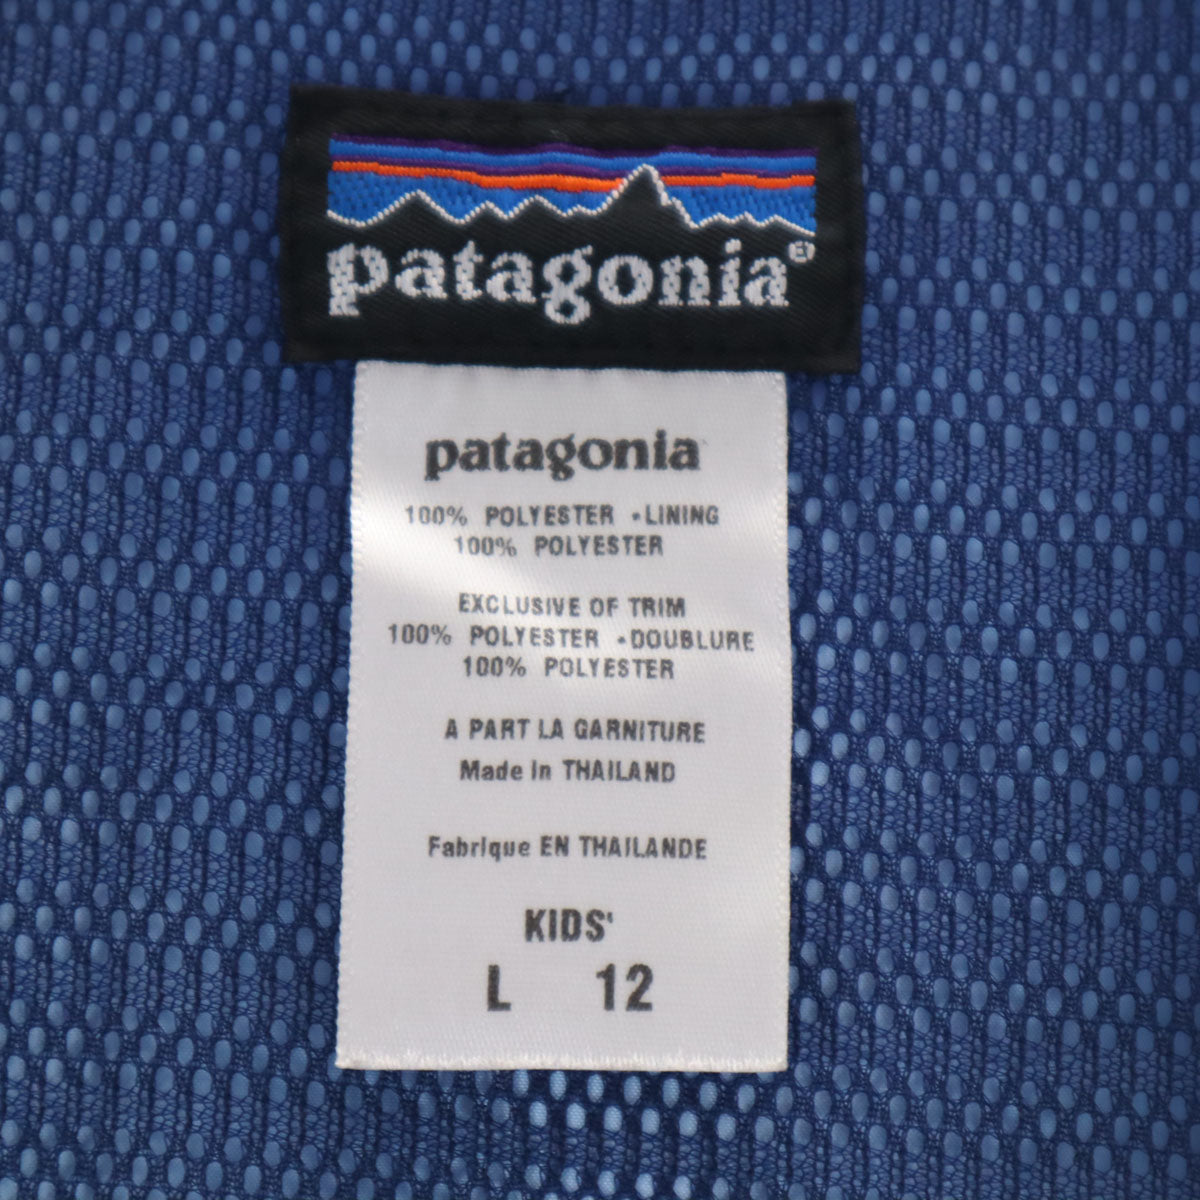 patagonia®
patagonia
100% POLYESTER •LINING
100% POLYESTER
EXCLUSIVE OF TRIM
100% POLYESTER •DOUBLURE
100% POLYESTER
A PART LA GARNITURE
Made in THAILAND
Fabrique EN THAILANDE
KIDS'
L 12